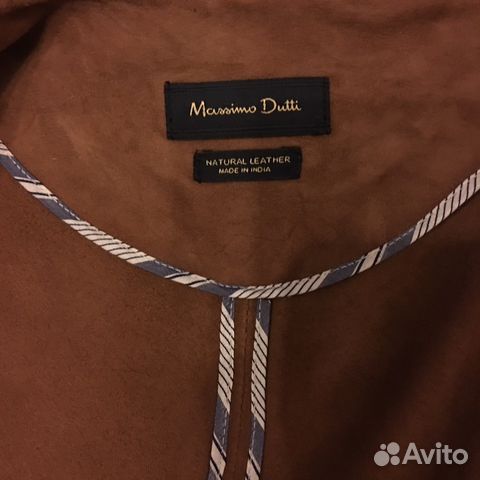 Massimo Dutti
NATURAL LEATHER
MADE IN INDIA
Avito